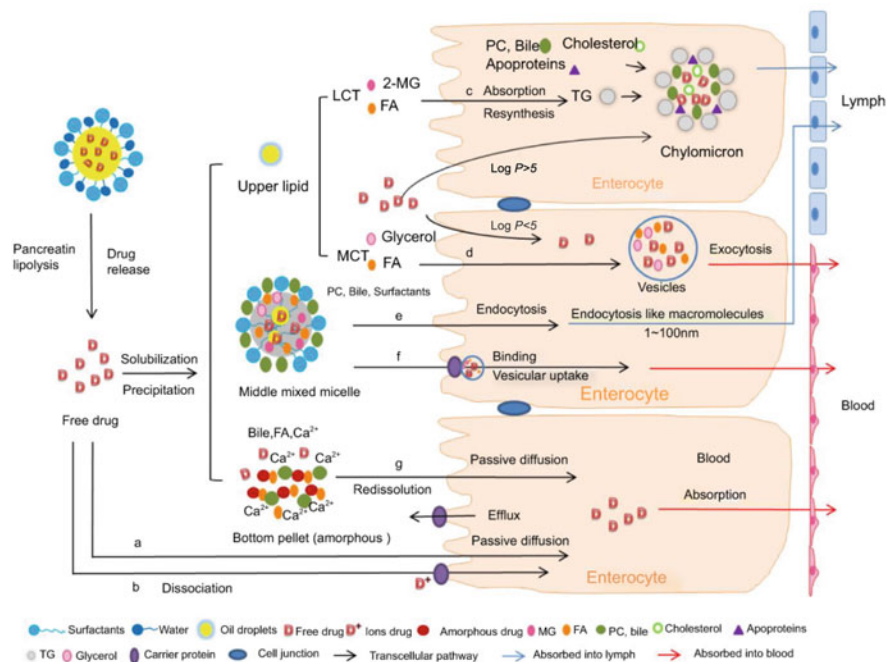 PC, Bile Cholesterol
Apoproteins
2-MG
LCT
FA
c Absorption
Resynthesis
TG
Lymph
Chylomicron
Upper lipid
Log P>5
Enterocyte
D D D D D
Pancreatin
lipolysis
Drug
release
Log P<5
D D
Glycerol
MCT
FA
d
Exocytosis
Vesicles
PC, Bile, Surfactants
e
Endocytosis
Endocytosis like macromolecules
1~100nm
Solubilization
Precipitation
f
Binding
Vesicular uptake
Middle mixed micelle
Enterocyte
Free drug
Blood
Bile,FA,Ca²⁺
Ca²⁺
Ca²⁺
Ca²⁺
Ca²⁺ Ca²⁺
g
Redissolution
Passive diffusion
Blood
Absorption
Efflux
Bottom pellet (amorphous )
a
Passive diffusion
b Dissociation
D⁺
Enterocyte
Surfactants Water Oil droplets D Free drug D⁺ Ions drug Amorphous drug MG FA PC, bile Cholesterol Apoproteins
TG Glycerol Carrier protein Cell junction Transcellular pathway Absorbed into lymph Absorbed into blood